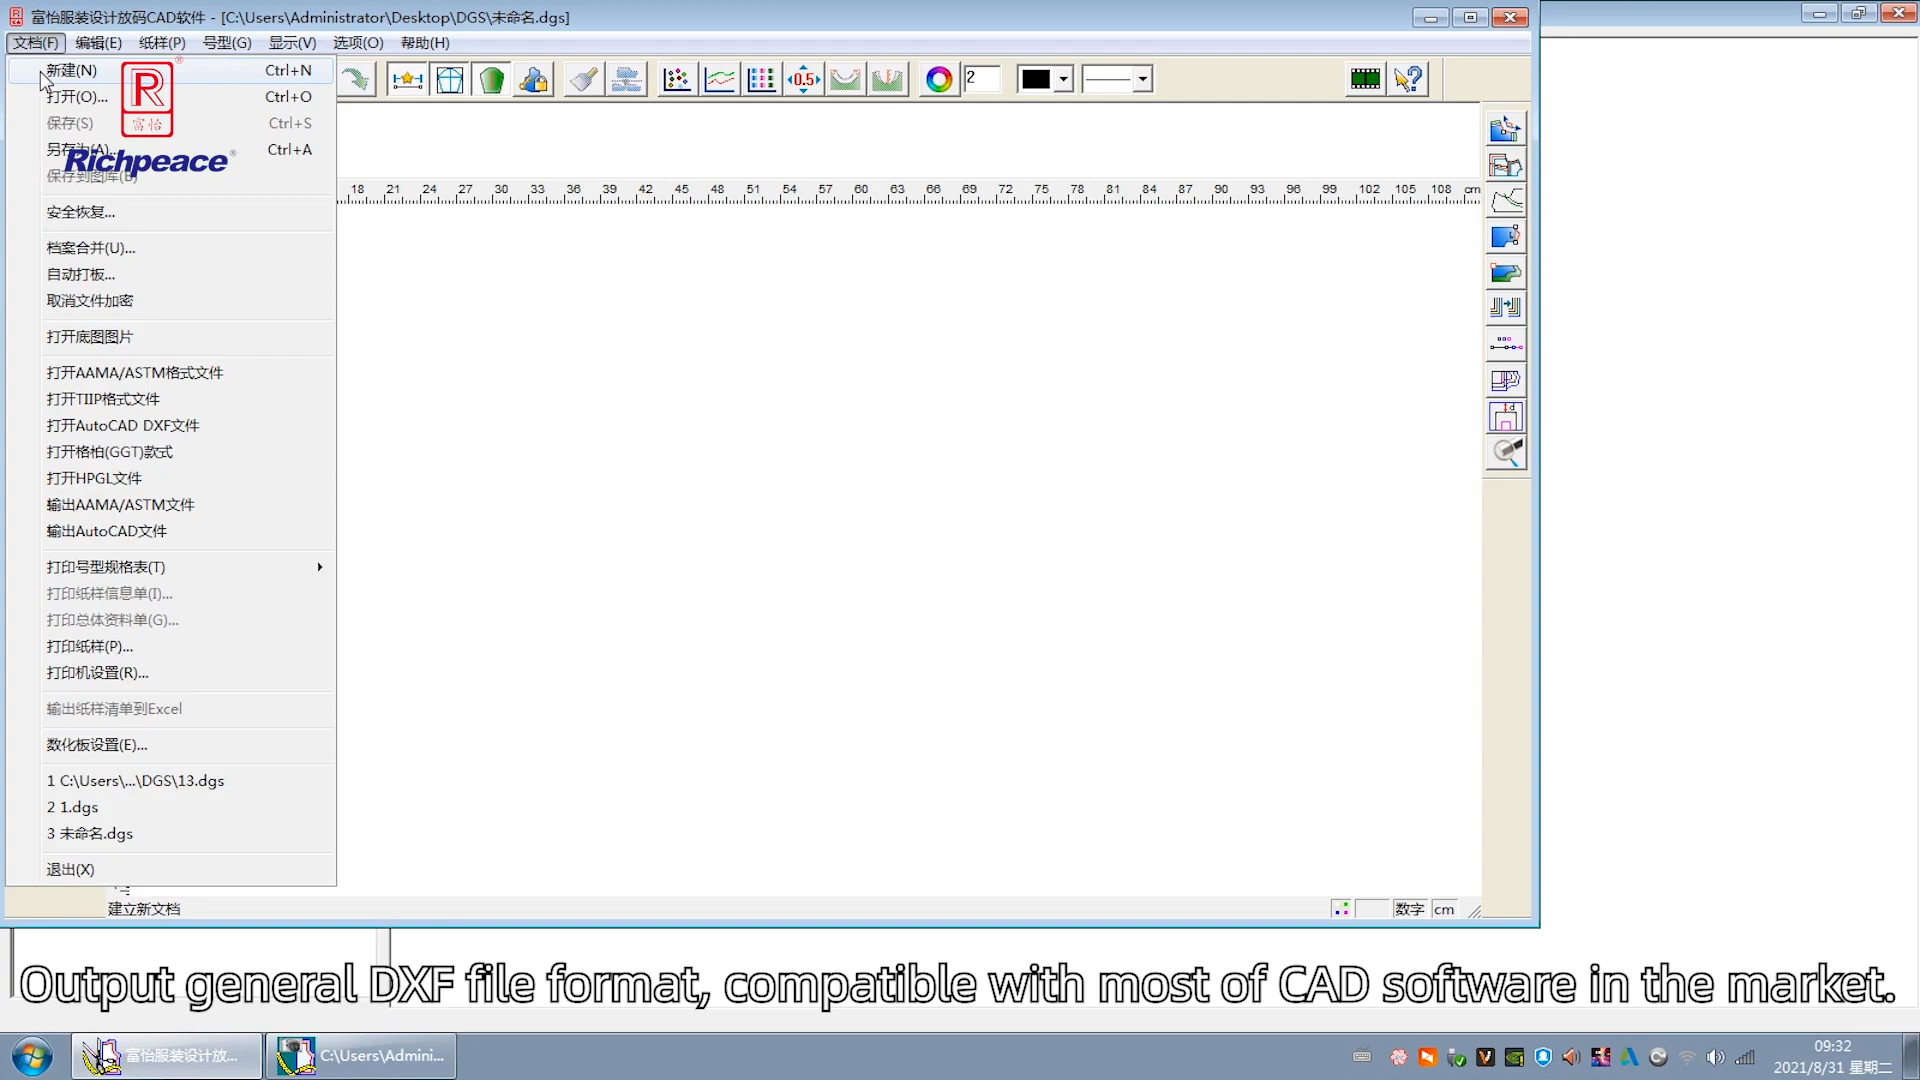 富怡服装设计放码CAD软件 - [C:\Users\Administrator\Desktop\DGS\未命名.dgs]
文档(F) 编辑(E) 纸样(P) 号型(G) 显示(V) 选项(O) 帮助(H)
新建(N) Ctrl+N
打开(O)... Ctrl+O
保存(S) Ctrl+S
另存为(A)... Ctrl+A
保存到图库(B)
R
富怡
Richpeace®
0.5
2
18 21 24 27 30 33 36 39 42 45 48 51 54 57 60 63 66 69 72 75 78 81 84 87 90 93 96 99 102 105 108 cm
安全恢复...
档案合并(U)...
自动打板...
取消文件加密
打开底图图片
打开AAMA/ASTM格式文件
打开TIIP格式文件
打开AutoCAD DXF文件
打开格柏(GGT)款式
打开HPGL文件
输出AAMA/ASTM文件
输出AutoCAD文件
打印号型规格表(T)
打印纸样信息单(I)...
打印总体资料单(G)...
打印纸样(P)...
打印机设置(R)...
输出纸样清单到Excel
数化板设置(E)...
1 C:\Users\...\DGS\13.dgs
2 1.dgs
3 未命名.dgs
退出(X)
建立新文档
数字 cm
Output general DXF file format, compatible with most of CAD software in the market.
富怡服装设计放...
C:\Users\Admini...
09:32
2021/8/31 星期二